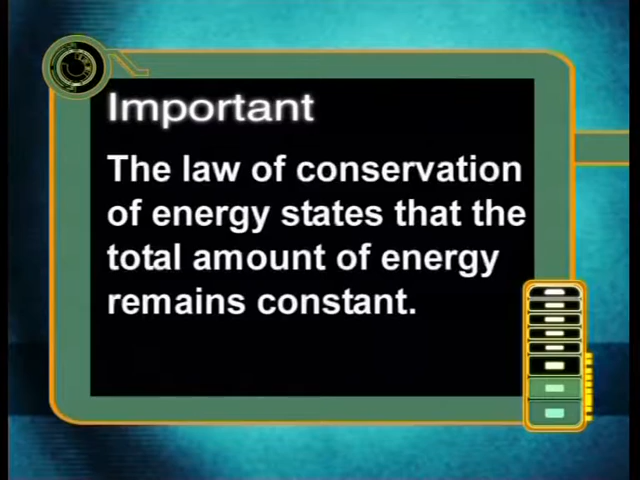 Important
The law of conservation
of energy states that the
total amount of energy
remains constant.